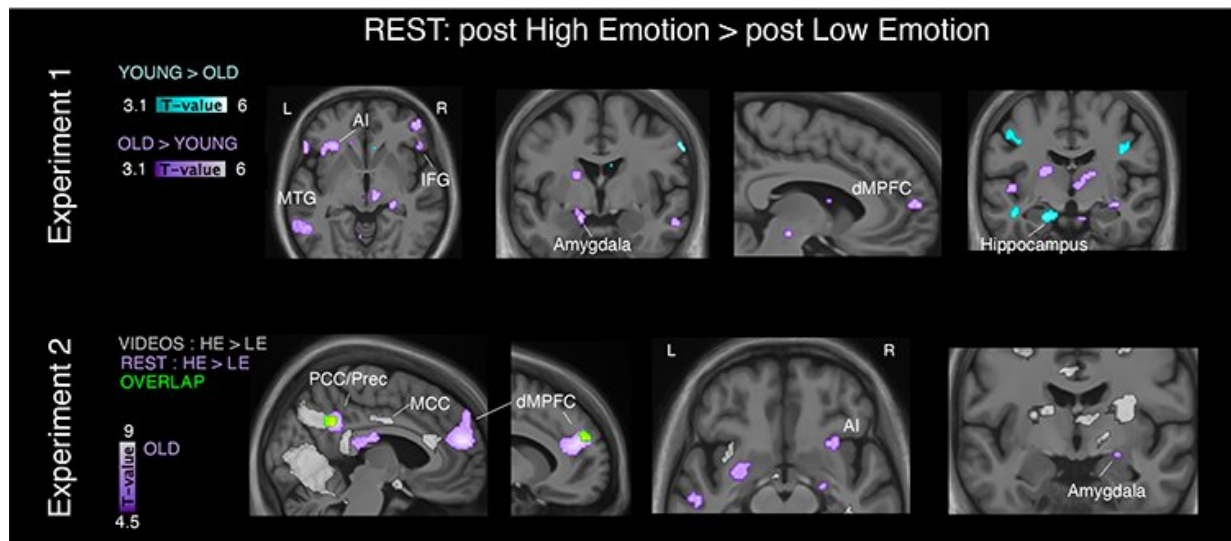 REST: post High Emotion > post Low Emotion
Experiment 1
YOUNG > OLD
3.1 T-value 6
OLD > YOUNG
3.1 T-value 6
L
R
AI
IFG
MTG
Amygdala
dMPFC
Hippocampus
Experiment 2
VIDEOS : HE > LE
REST : HE > LE
OVERLAP
9
T-value
OLD
4.5
PCC/Prec
MCC
dMPFC
L
R
AI
Amygdala